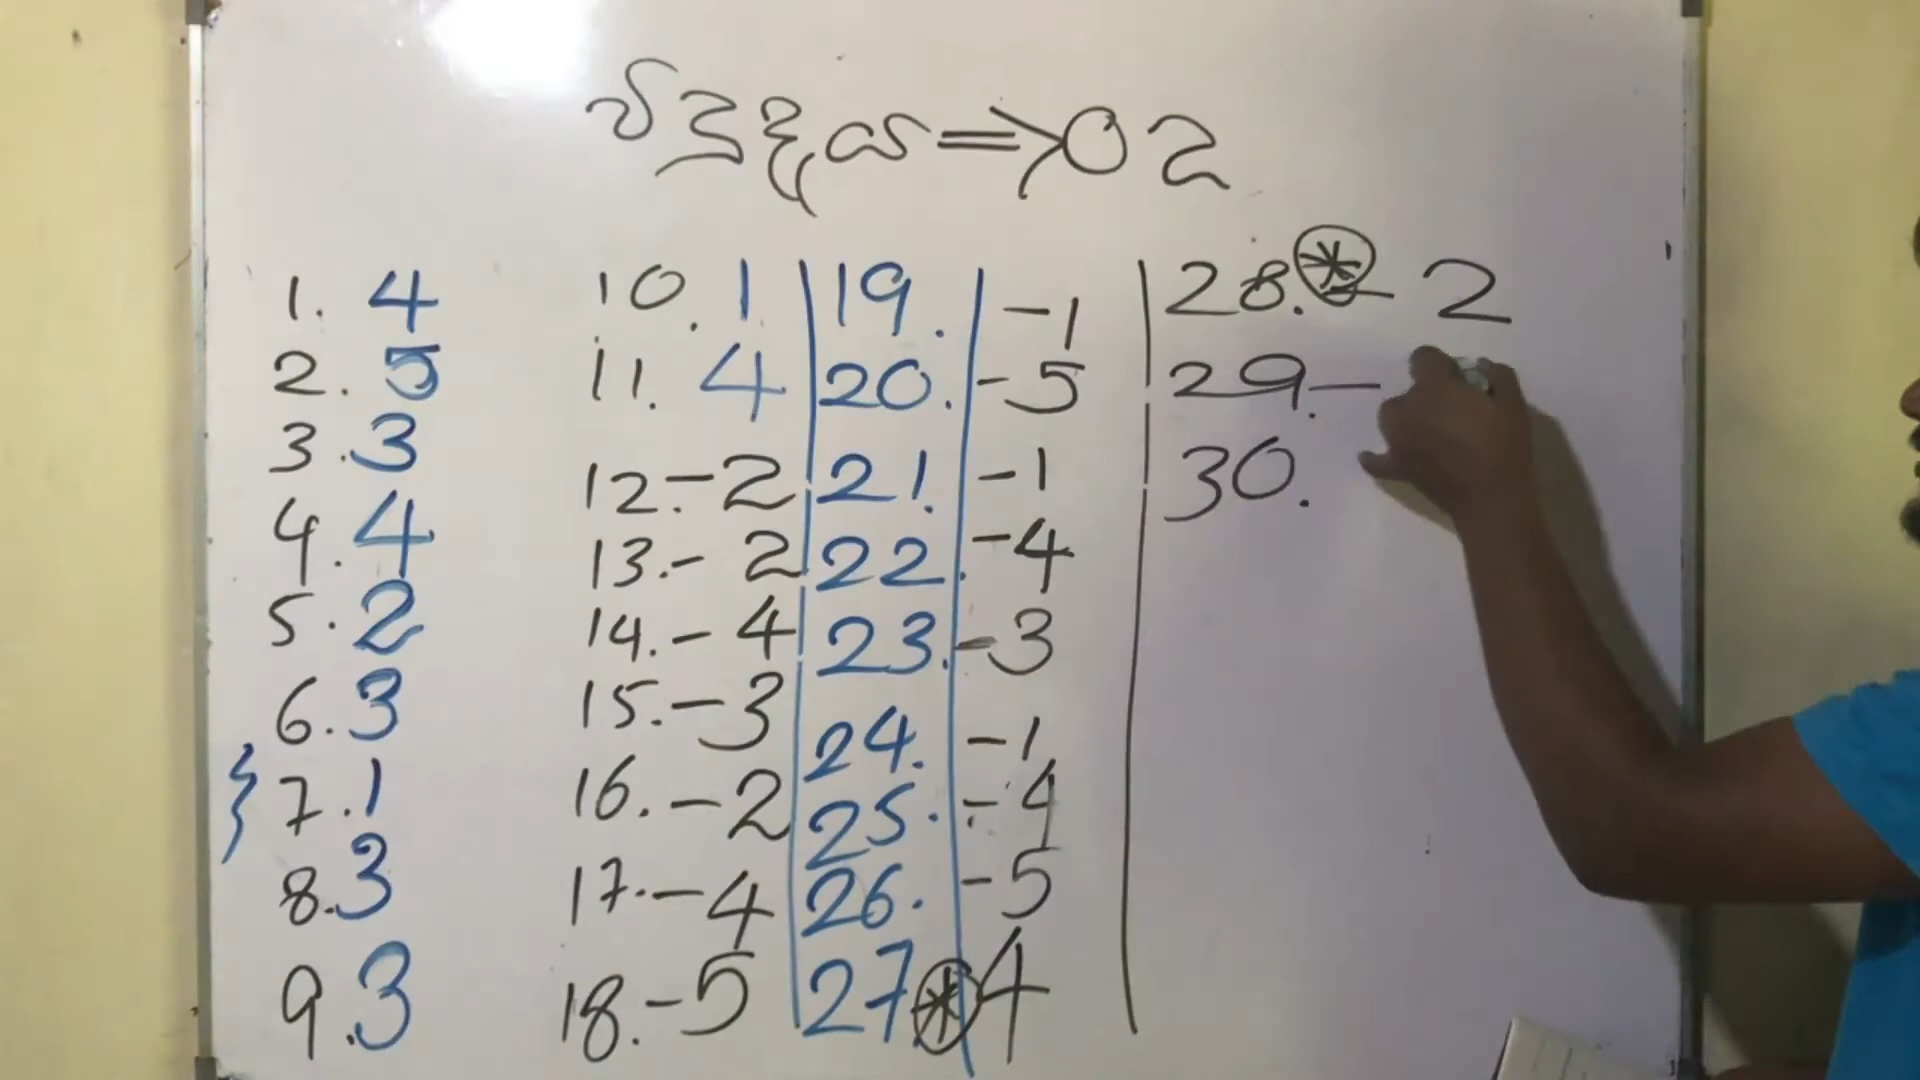 විද්‍යාව => 02
1. 4
2. 5
3. 3
4. 4
5. 2
6. 3
7. 1
8. 3
9. 3
10. 1
11. 4
12. - 2
13. - 2
14. - 4
15. - 3
16. - 2
17. - 4
18. - 5
19. - 1
20. - 5
21. - 1
22. - 4
23. - 3
24. - 1
25. - 4
26. - 5
27. * 4
28. * - 2
29. -
30.